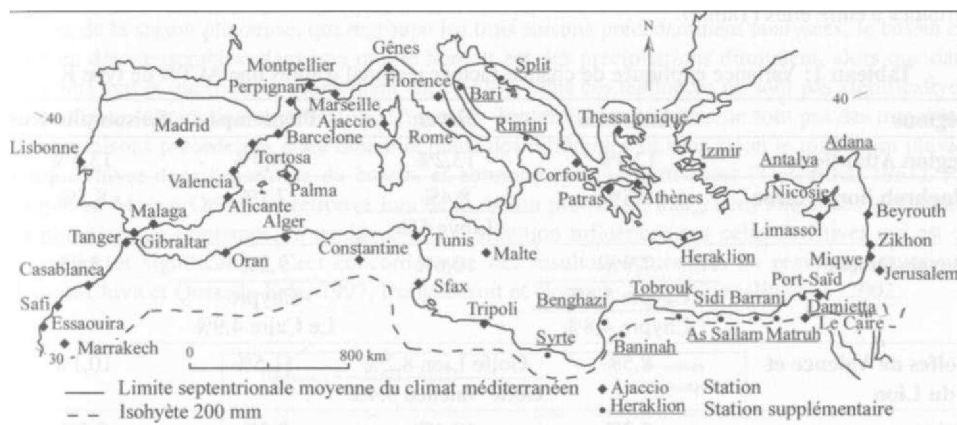 N
Gênes
Split
Montpellier
Florence
Perpignan
Bari
Marseille
Thessalonique
40
40
Ajaccio
Rimini
Madrid
Rome
Izmir
Adana
Barcelone
Antalya
Lisbonne
Tortosa
Corfou
Valencia
Palma
Patras
Athènes
Nicosie
Alicante
Beyrouth
Malaga
Alger
Limassol
Tanger
Gibraltar
Tunis
Zikhon
Constantine
Malte
Heraklion
Miqwe
Oran
Casablanca
Port-Saïd
Jerusalem
Sfax
Tobrouk
Sidi Barrani
Safi
Benghazi
Damietta
Essaouira
Tripoli
As Sallam
Matruh
Le Caire
Syrte
Baninah
30
Marrakech
0 800 km
Limite septentrionale moyenne du climat méditerranéen
Ajaccio Station
Isohyète 200 mm
Heraklion Station supplémentaire